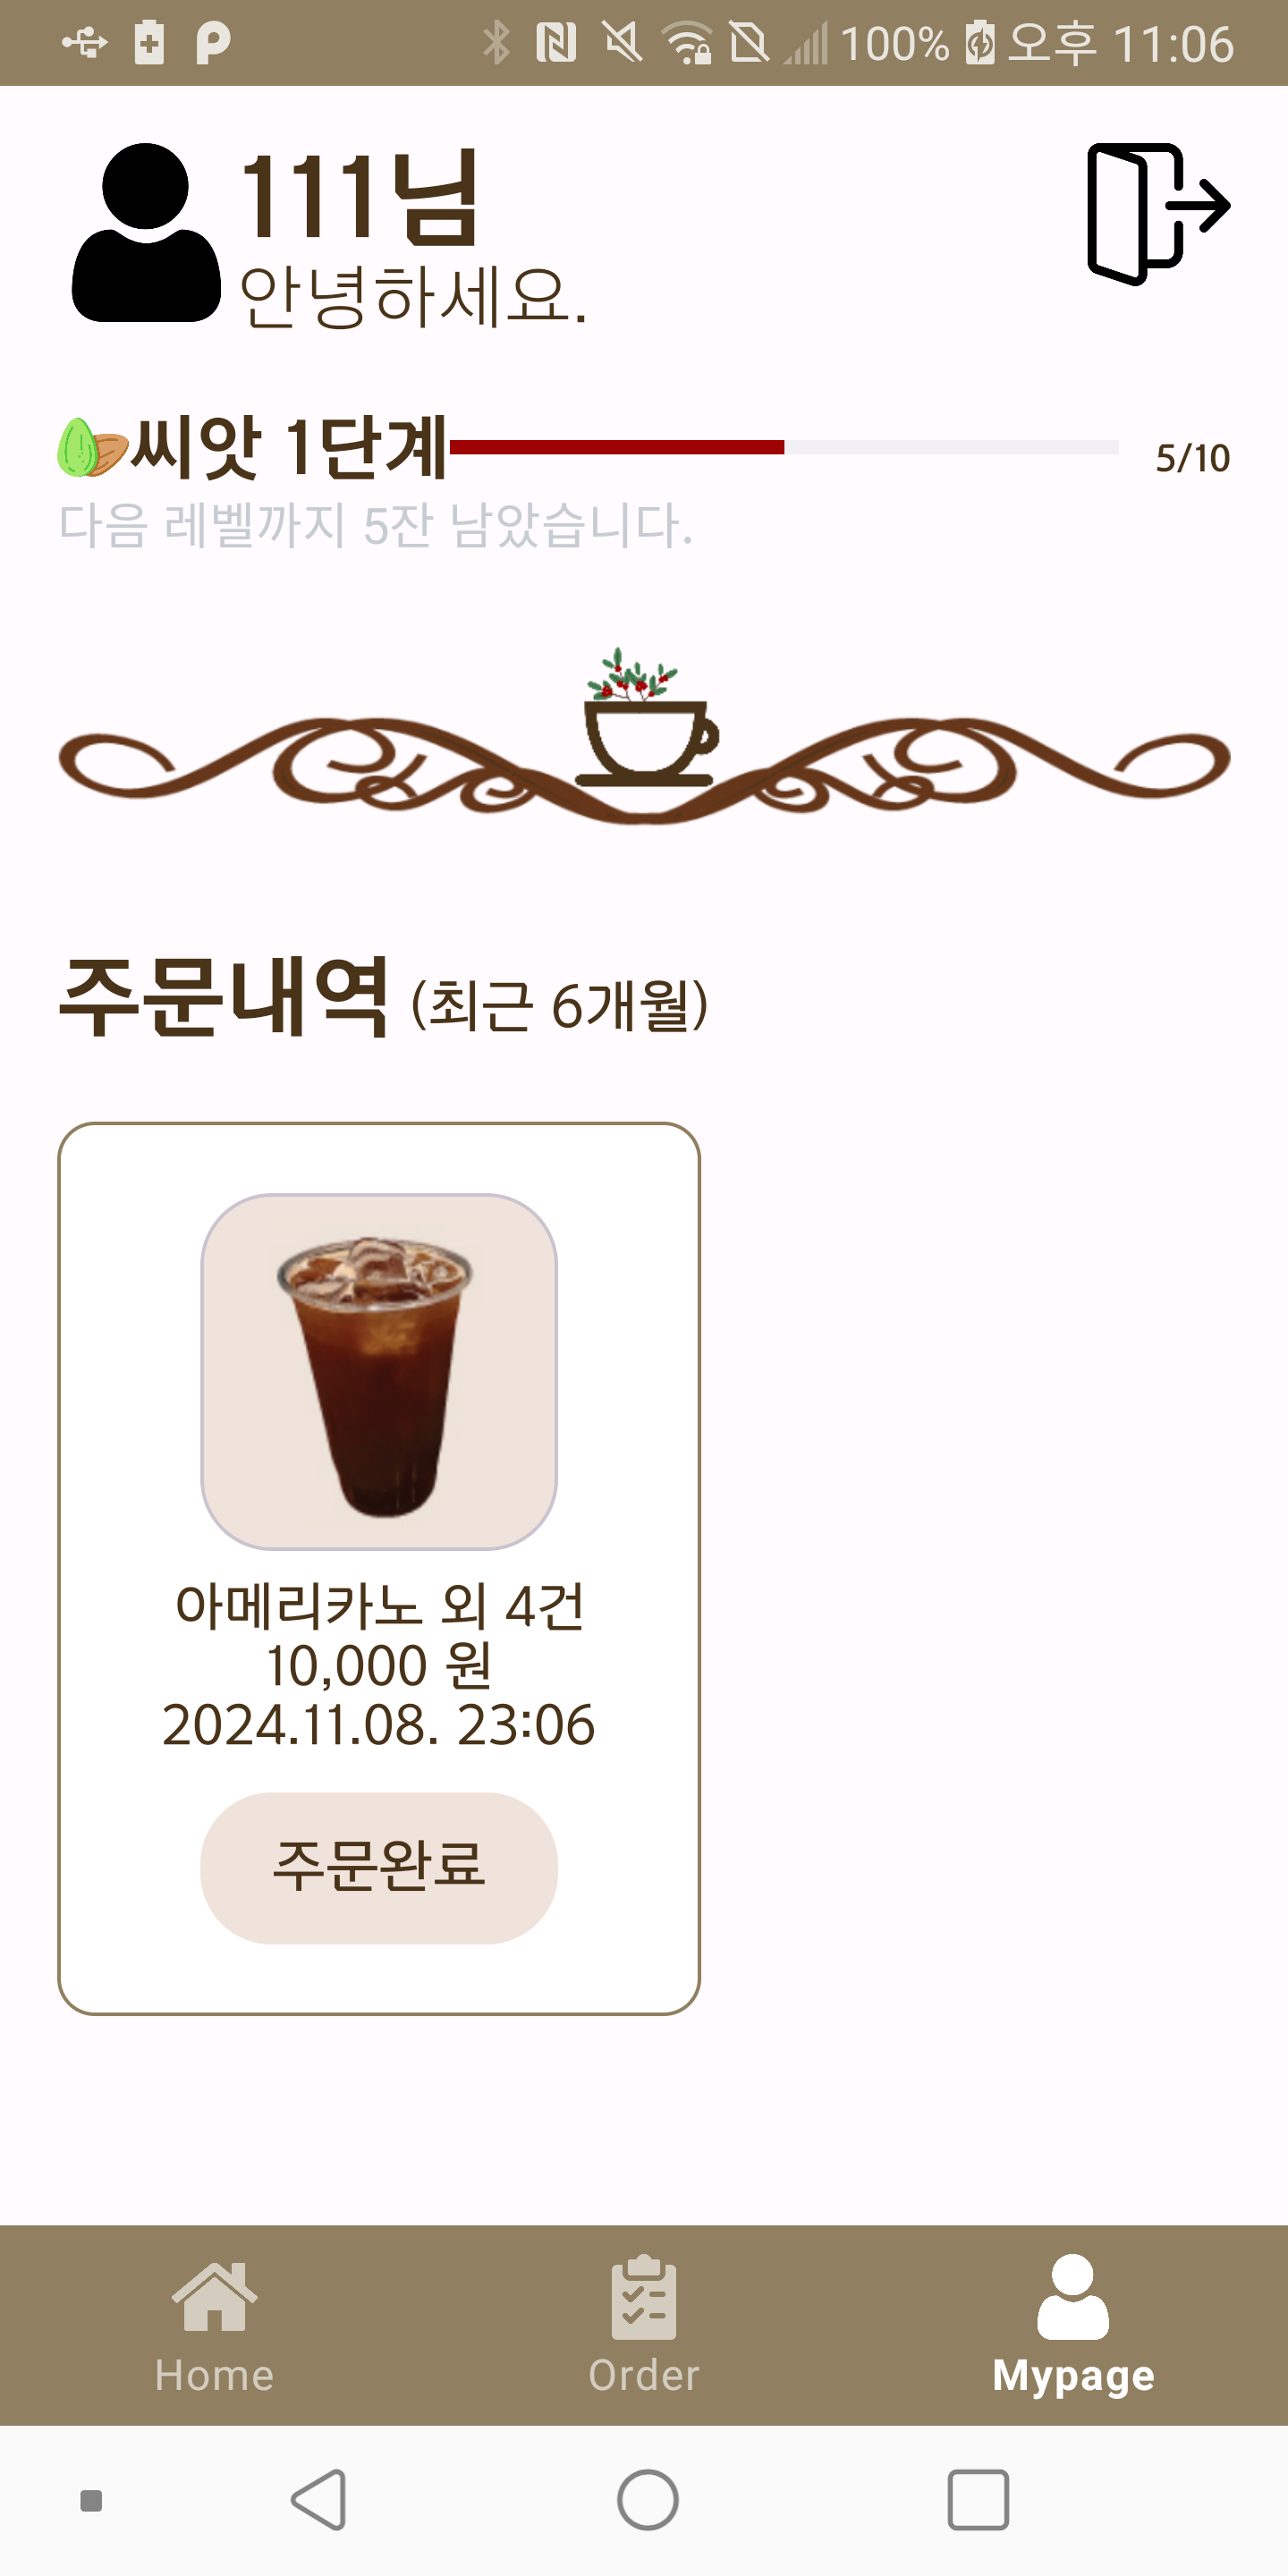 100% 오후 11:06
111님
안녕하세요.
씨앗 1단계 5/10
다음 레벨까지 5잔 남았습니다.
주문내역 (최근 6개월)
아메리카노 외 4건
10,000 원
2024.11.08. 23:06
주문완료
Home Order Mypage